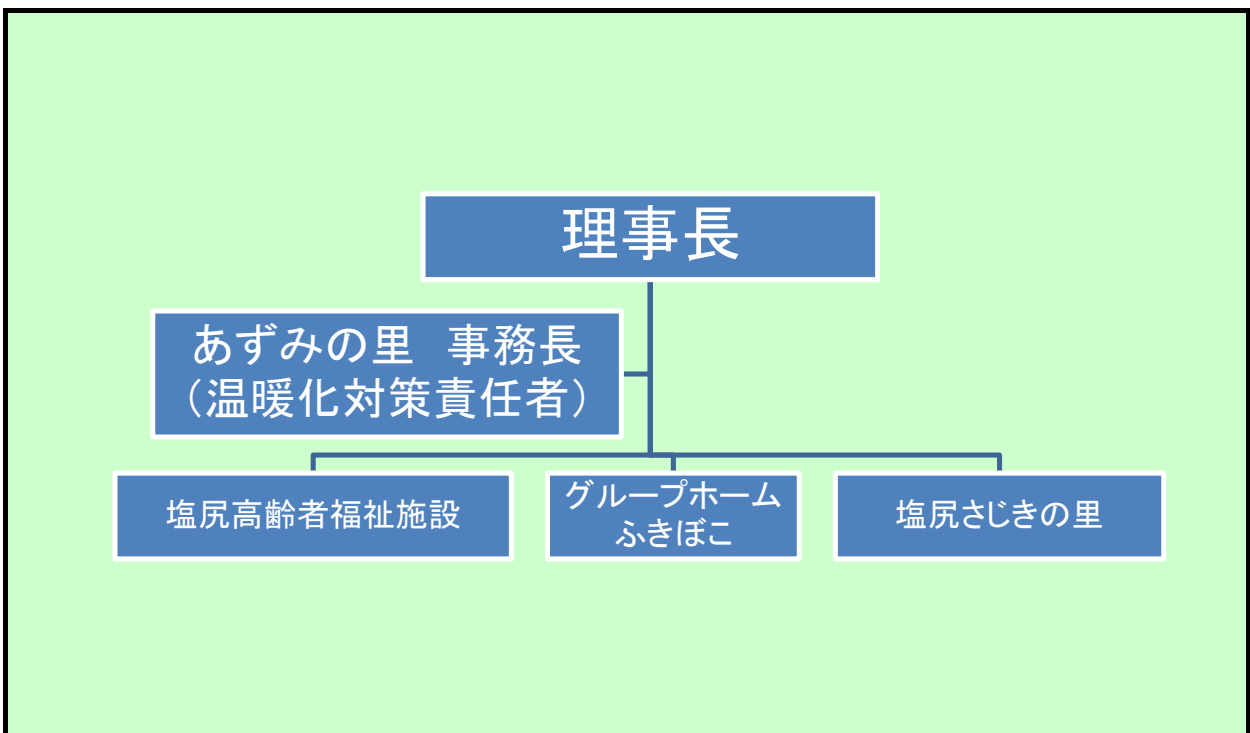 理事長
あずみの里　事務長
（温暖化対策責任者）
塩尻高齢者福祉施設
グループホーム
ふきぼこ
塩尻さじきの里